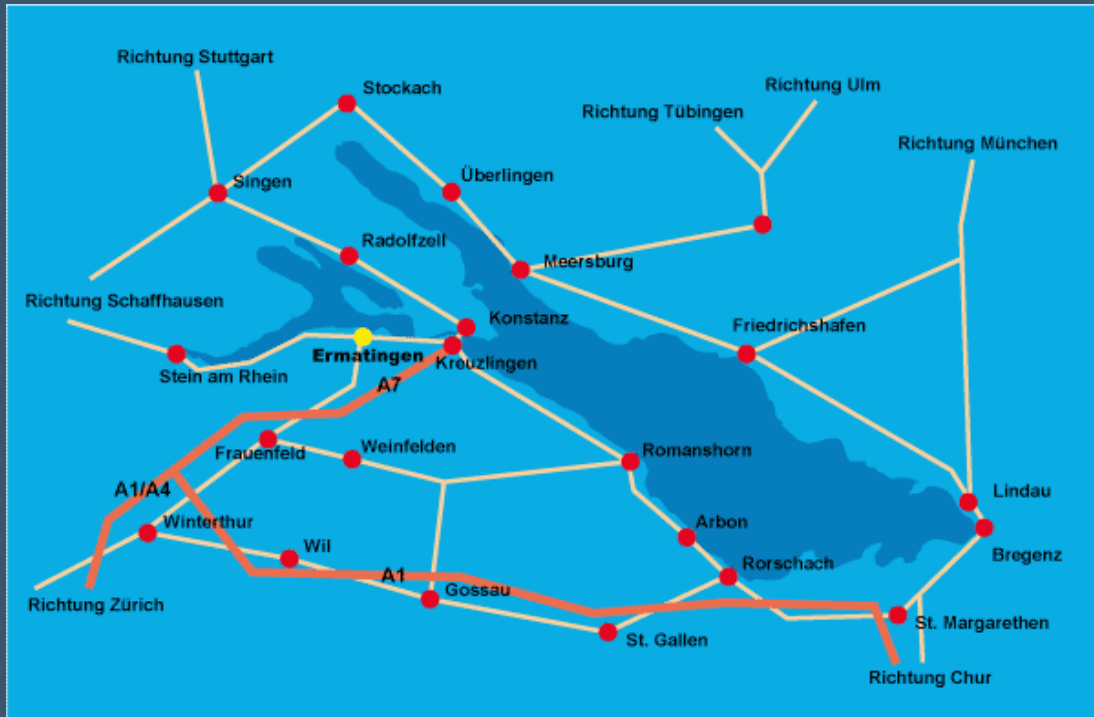 Richtung Stuttgart
Stockach
Richtung Ulm
Richtung Tübingen
Richtung München
Überlingen
Singen
Radolfzell
Meersburg
Richtung Schaffhausen
Konstanz
Friedrichshafen
Ermatingen
Kreuzlingen
Stein am Rhein
A7
Weinfelden
Frauenfeld
Romanshorn
A1/A4
Lindau
Winterthur
Arbon
Wil
Bregenz
Rorschach
A1
Gossau
Richtung Zürich
St. Margarethen
St. Gallen
Richtung Chur